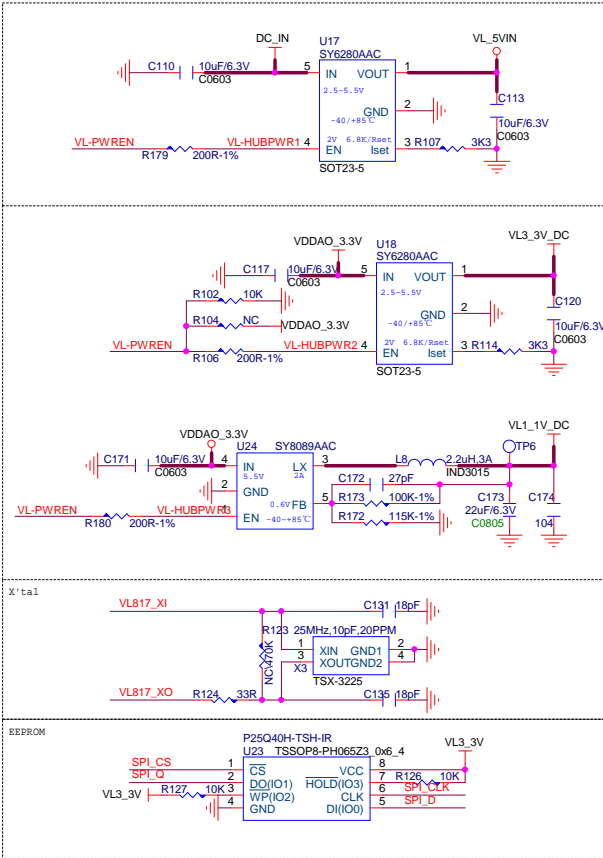 DC_IN
VL_5VIN
U17
SY6280AAC
C110
10uF/6.3V
C0603
5 IN
VOUT 1
2.5~5.5V
GND 2
-40/+85℃
2V 6.8K/Rset
C113
10uF/6.3V
C0603
VL-PWREN
R179
200R-1%
VL-HUBPWR1
4 EN
Iset 3
R107
3K3
SOT23-5
VDDAO_3.3V
U18
SY6280AAC
VL3_3V_DC
C117
10uF/6.3V
C0603
5 IN
VOUT 1
2.5~5.5V
GND 2
-40/+85℃
2V 6.8K/Rset
R102
10K
R104
NC
VDDAO_3.3V
C120
10uF/6.3V
C0603
VL-PWREN
R106
200R-1%
VL-HUBPWR2
4 EN
Iset 3
R114
3K3
SOT23-5
VDDAO_3.3V
U24
SY8089AAC
VL1_1V_DC
TP6
C171
10uF/6.3V
C0603
4 IN
5.5V
LX 3
2A
L8
2.2uH,3A
IND3015
2 GND
0.6V FB 5
-40~+85℃
C172
27pF
R173
100K-1%
R172
115K-1%
C173
22uF/6.3V
C0805
C174
104
VL-PWREN
R180
200R-1%
VL-HUBPWR3
EN
X'tal
VL817_XI
C131
18pF
R123
NC\470K
25MHz,10pF,20PPM
1 XIN GND1 2
3 XOUT GND2 4
X3
TSX-3225
VL817_XO
R124
33R
C135
18pF
EEPROM
P25Q40H-TSH-IR
U23
TSSOP8-PH065Z3_0x6_4
VL3_3V
SPI_CS
1 CS
VCC 8
SPI_Q
2 DO(IO1)
HOLD(IO3) 7
R126
10K
VL3_3V
R127
10K
3 WP(IO2)
CLK 6
SPI_CLK
4 GND
DI(IO0) 5
SPI_D